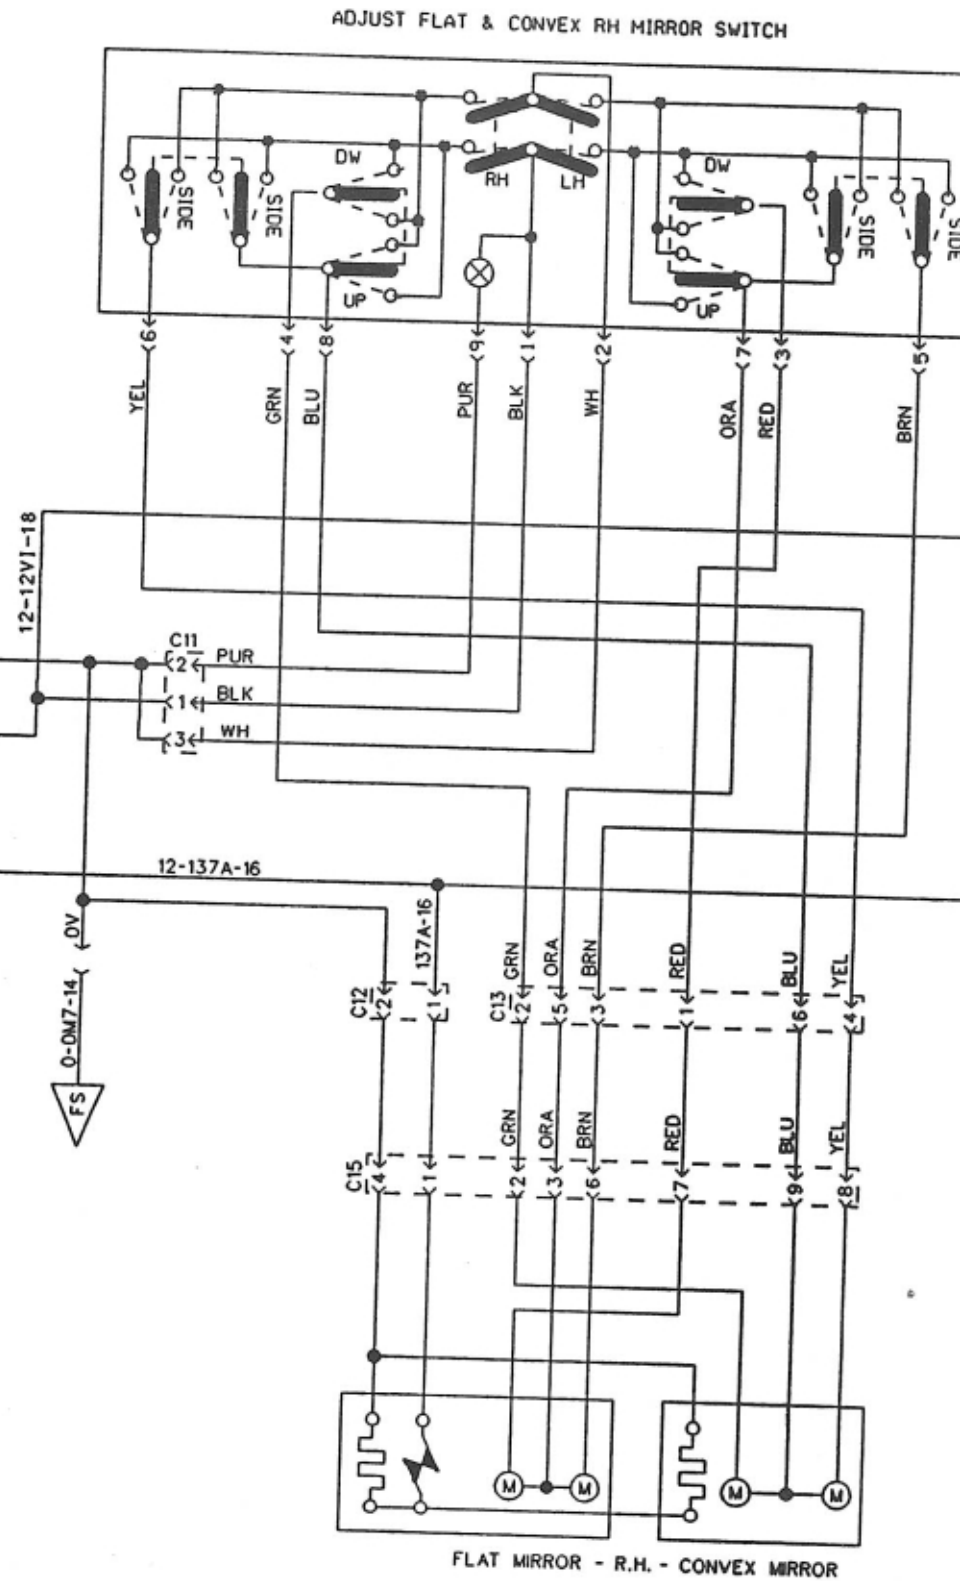 ADJUST FLAT & CONVEX RH MIRROR SWITCH
DW
RH
LH
DW
SIDE
SIDE
SIDE
SIDE
UP
UP
6
4
8
9
1
2
7
3
5
YEL
GRN
BLU
PUR
BLK
WH
ORA
RED
BRN
12-12VI-18
C11
2
PUR
1
BLK
3
WH
12-137A-16
0V
137A-16
GRN
ORA
BRN
RED
BLU
YEL
C12
2
1
C13
2
5
3
1
6
4
0-DM7-14
FS
GRN
ORA
BRN
RED
BLU
YEL
C15
4
1
2
3
6
7
9
8
M
M
M
M
FLAT MIRROR - R.H. - CONVEX MIRROR